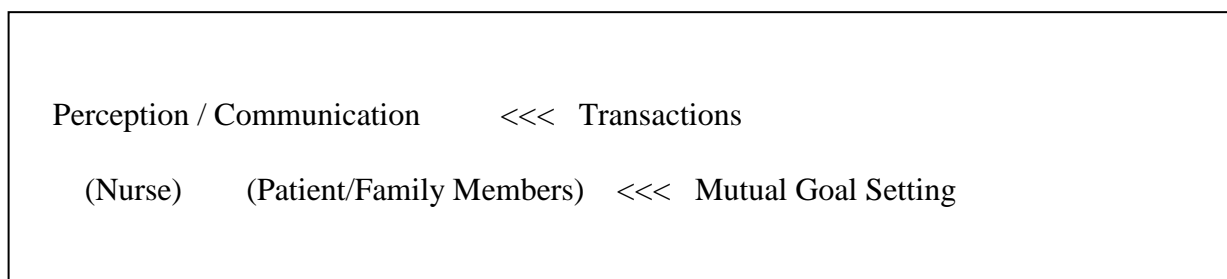 Perception / Communication <<< Transactions
(Nurse) (Patient/Family Members) <<< Mutual Goal Setting